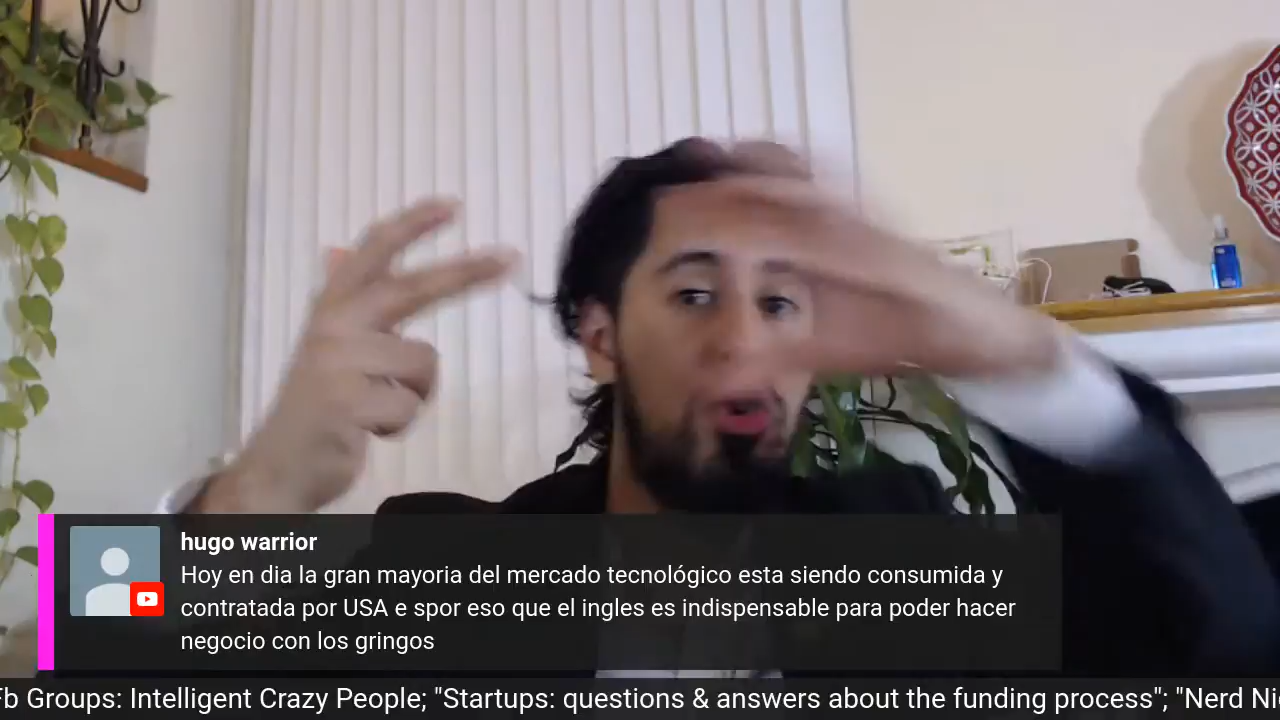 hugo warrior
Hoy en dia la gran mayoria del mercado tecnológico esta siendo consumida y
contratada por USA e spor eso que el ingles es indispensable para poder hacer
negocio con los gringos
Fb Groups: Intelligent Crazy People; "Startups: questions & answers about the funding process"; "Nerd Ni